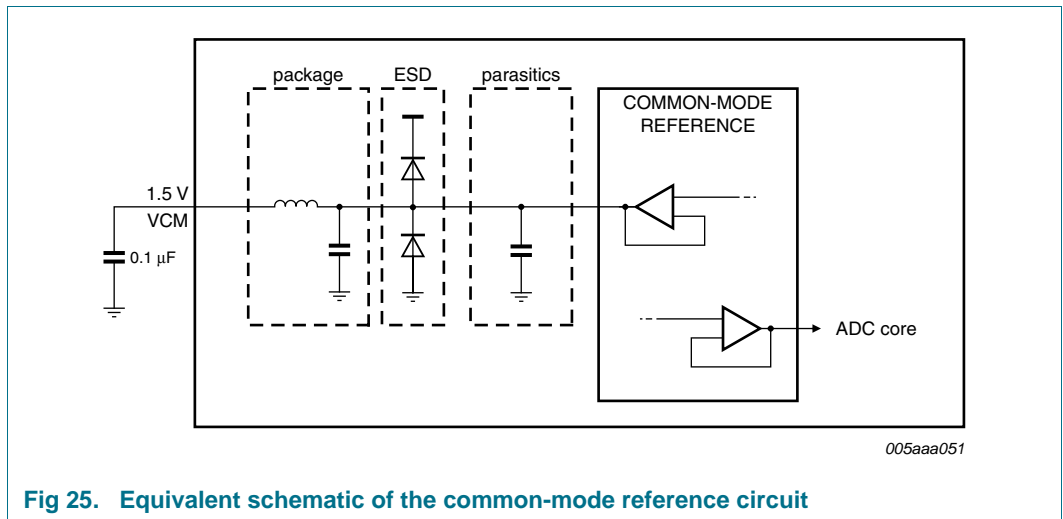 package
ESD
parasitics
COMMON-MODE
REFERENCE
1.5 V
VCM
0.1 μF
ADC core
005aaa051
Fig 25. Equivalent schematic of the common-mode reference circuit